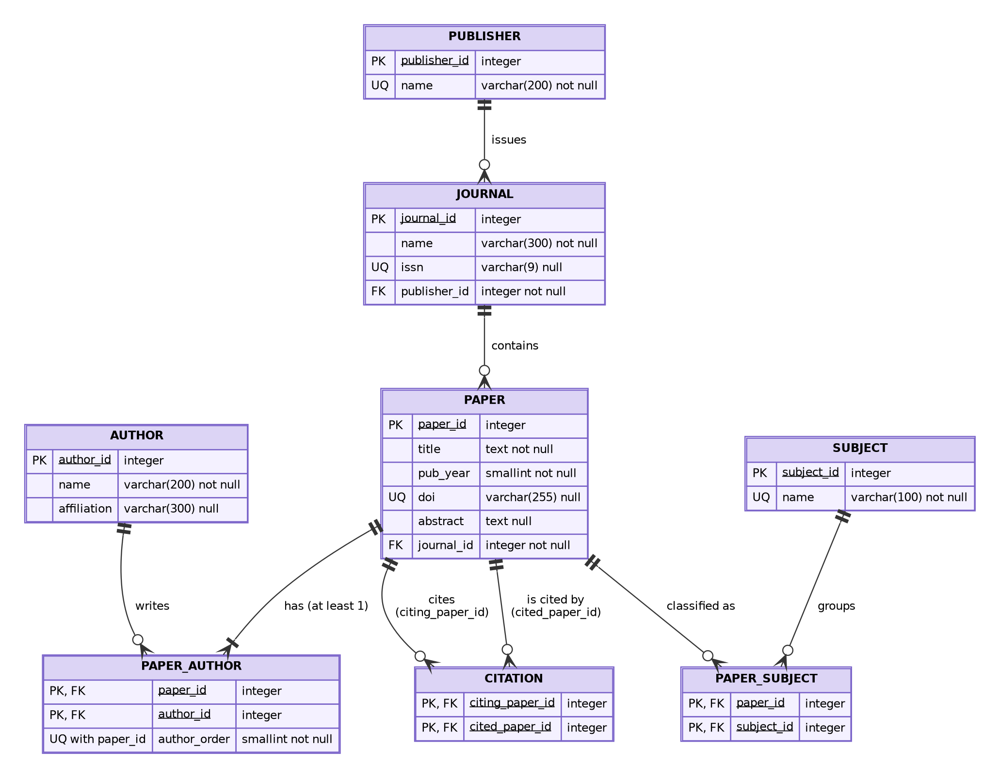 PUBLISHER
PK publisher_id integer
UQ name varchar(200) not null
issues
JOURNAL
PK journal_id integer
name varchar(300) not null
UQ issn varchar(9) null
FK publisher_id integer not null
contains
PAPER
PK paper_id integer
title text not null
pub_year smallint not null
UQ doi varchar(255) null
abstract text null
FK journal_id integer not null
AUTHOR
PK author_id integer
name varchar(200) not null
affiliation varchar(300) null
SUBJECT
PK subject_id integer
UQ name varchar(100) not null
writes
has (at least 1)
cites
(citing_paper_id)
is cited by
(cited_paper_id)
classified as
groups
PAPER_AUTHOR
PK, FK paper_id integer
PK, FK author_id integer
UQ with paper_id author_order smallint not null
CITATION
PK, FK citing_paper_id integer
PK, FK cited_paper_id integer
PAPER_SUBJECT
PK, FK paper_id integer
PK, FK subject_id integer